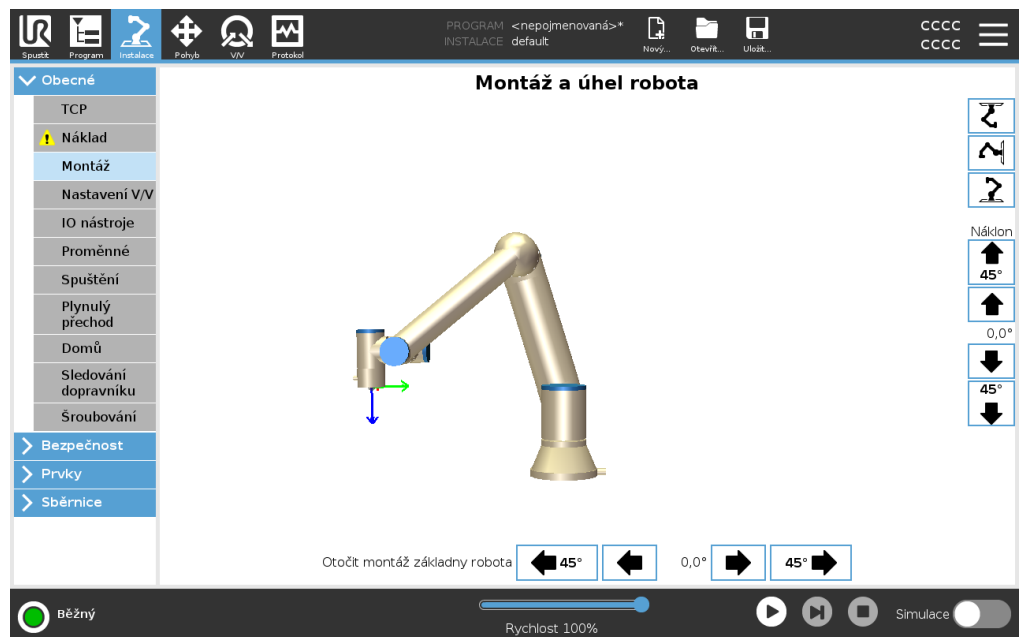 Spustit
Program
Instalace
Pohyb
V/V
Protokol
PROGRAM <nepojmenovaná>*
INSTALACE default
Nový...
Otevřít...
Uložit...
CCCC
CCCC
Obecné
TCP
Náklad
Montáž
Nastavení V/V
IO nástroje
Proměnné
Spuštění
Plynulý
přechod
Domů
Sledování
dopravníku
Šroubování
Bezpečnost
Prvky
Sběrnice
Montáž a úhel robota
Náklon
45°
0,0°
45°
Otočit montáž základny robota
45°
0,0°
45°
Běžný
Rychlost 100%
Simulace